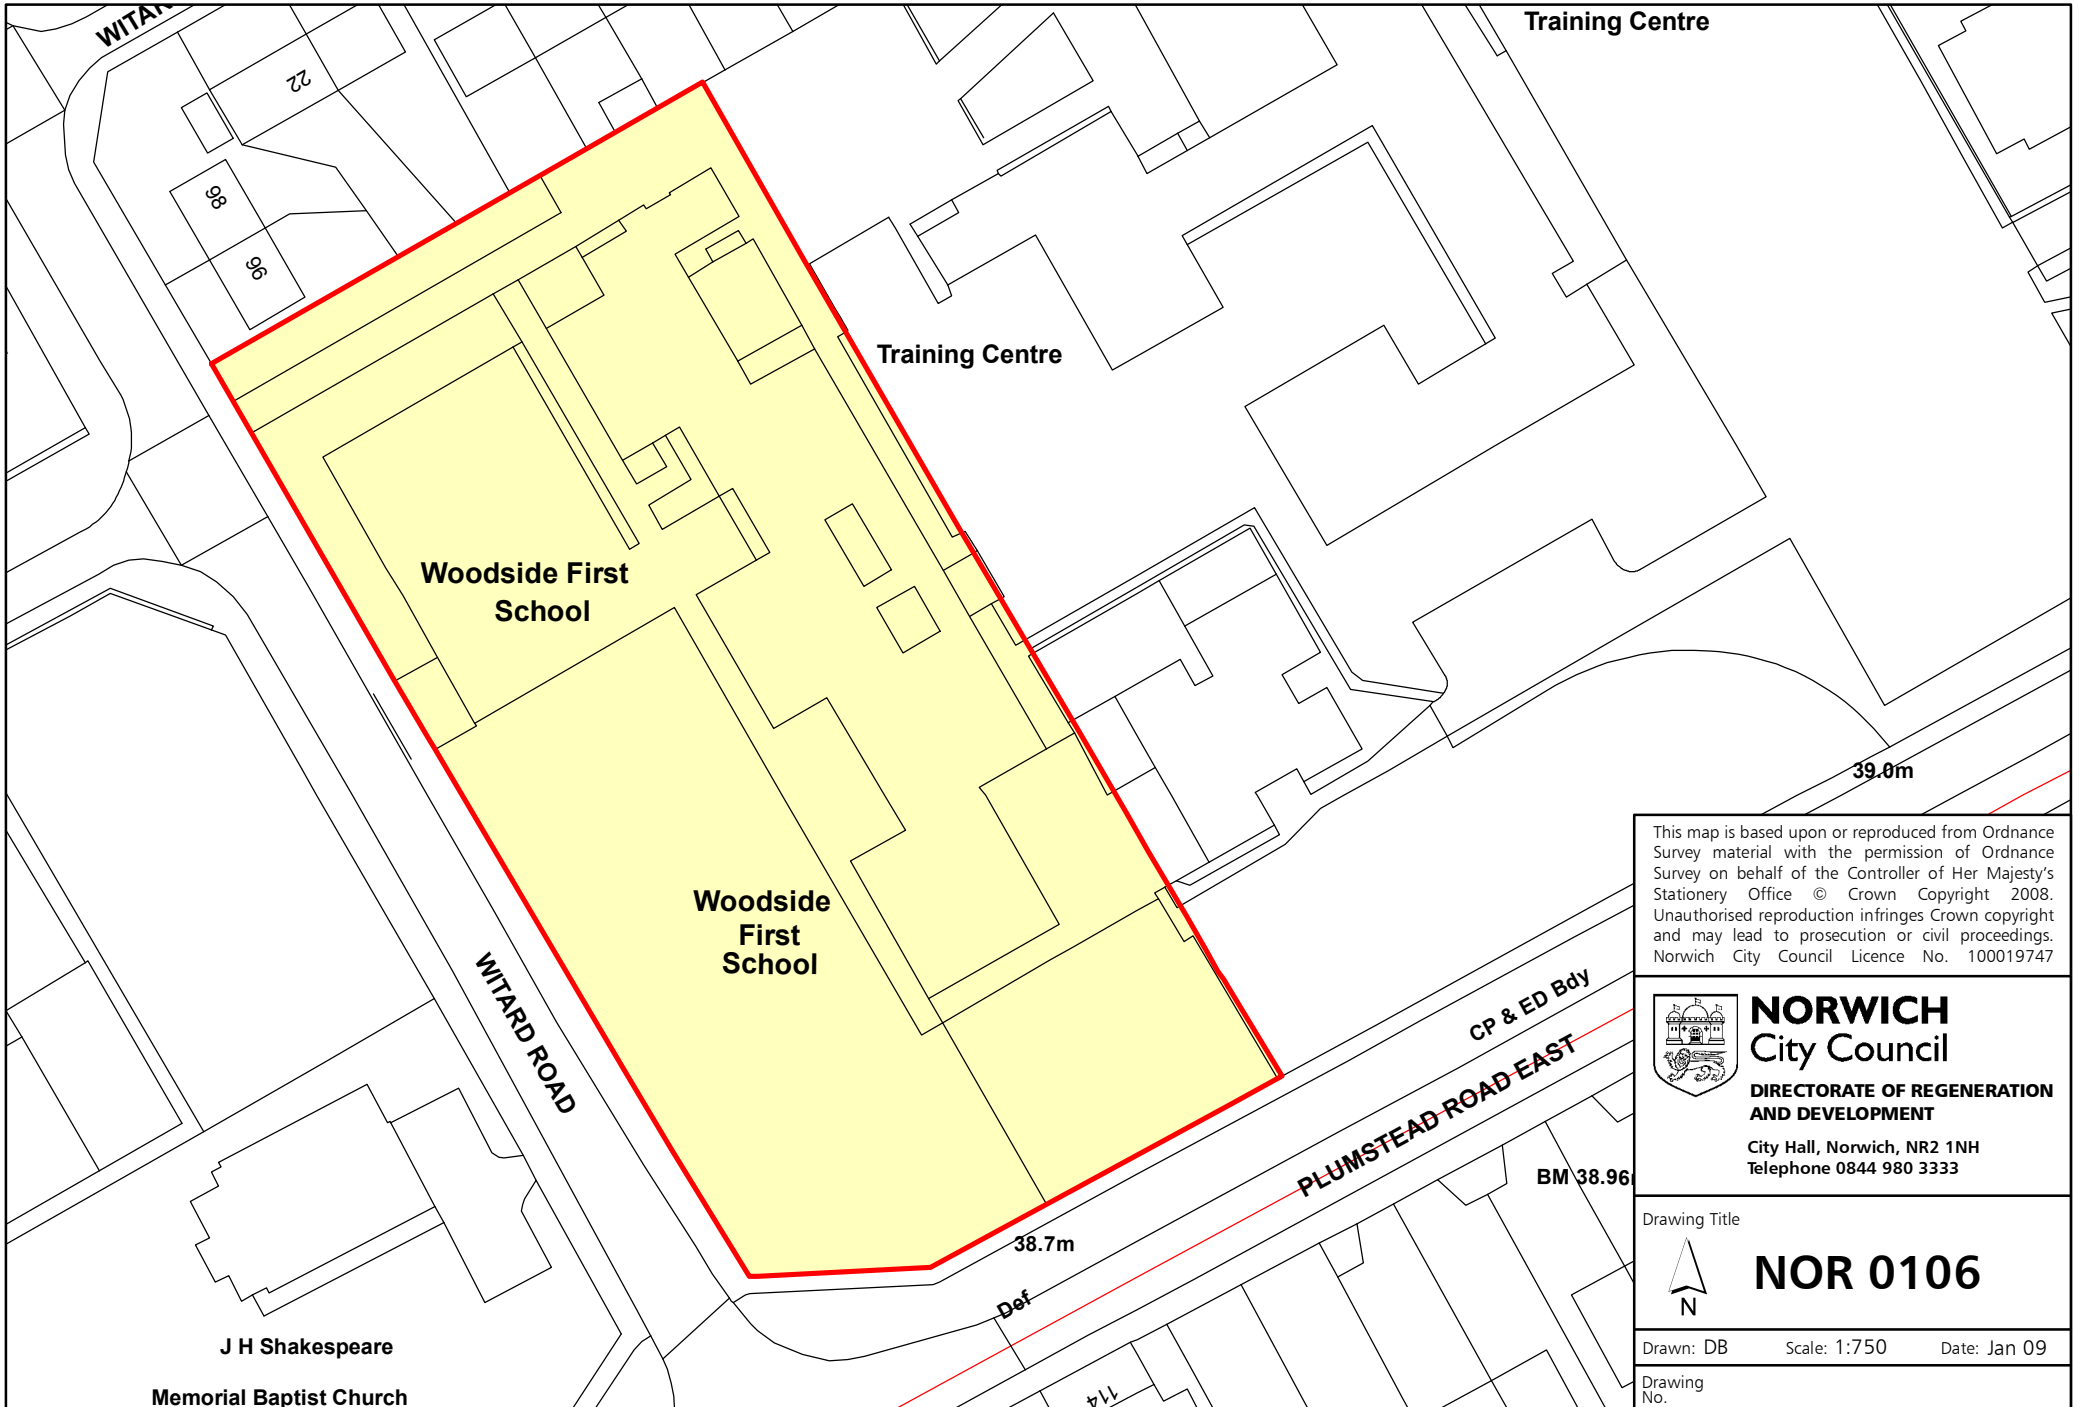 Training Centre
22
98
96
Training Centre
Woodside First
School
39.0m
Woodside
First
School
WITARD ROAD
CP & ED Bdy
PLUMSTEAD ROAD EAST
BM 38.96
38.7m
Def
J H Shakespeare
Memorial Baptist Church
114
This map is based upon or reproduced from Ordnance
Survey material with the permission of Ordnance
Survey on behalf of the Controller of Her Majesty's
Stationery Office © Crown Copyright 2008.
Unauthorised reproduction infringes Crown copyright
and may lead to prosecution or civil proceedings.
Norwich City Council Licence No. 100019747
NORWICH
City Council
DIRECTORATE OF REGENERATION
AND DEVELOPMENT
City Hall, Norwich, NR2 1NH
Telephone 0844 980 3333
Drawing Title
N
NOR 0106
Drawn: DB Scale: 1:750 Date: Jan 09
Drawing
No.